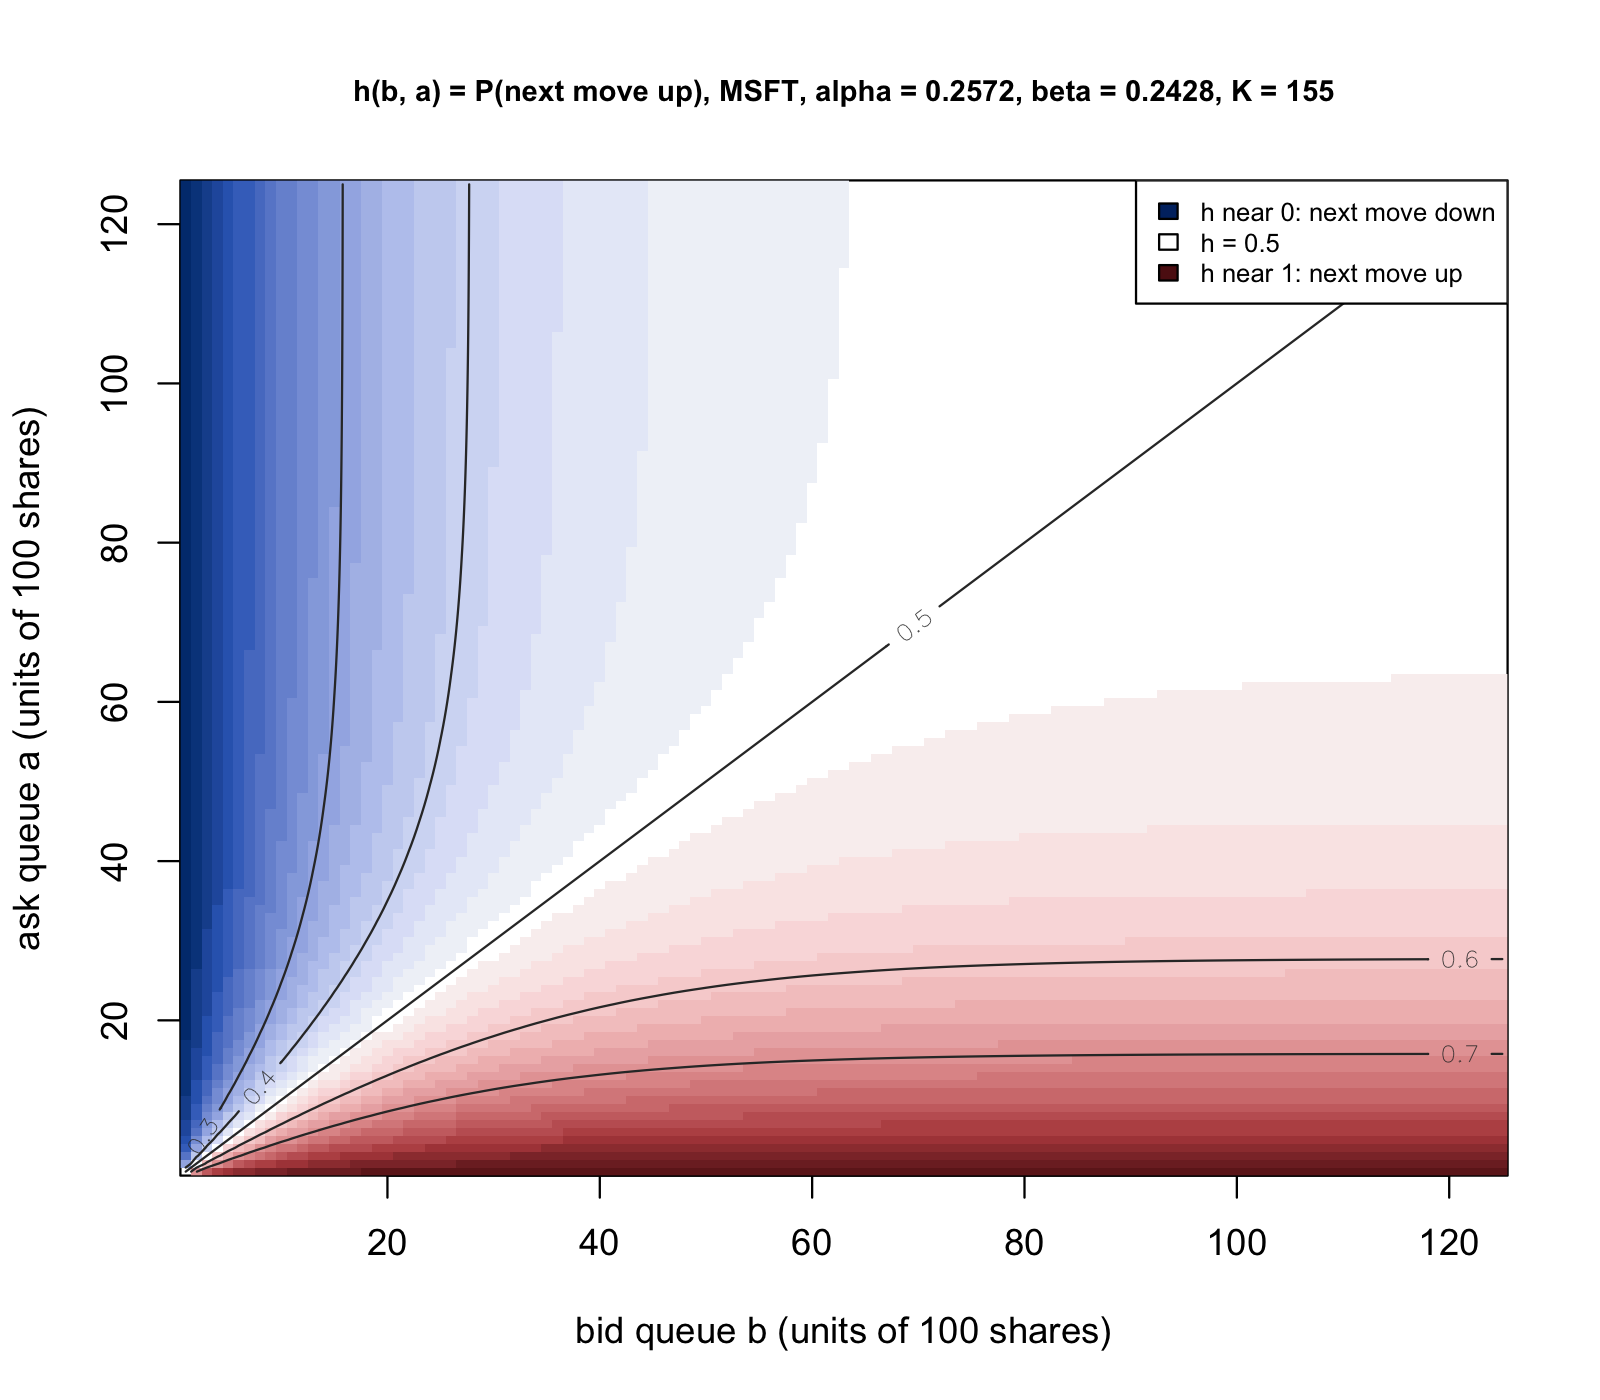 h(b, a) = P(next move up), MSFT, alpha = 0.2572, beta = 0.2428, K = 155
h near 0: next move down
h = 0.5
h near 1: next move up
ask queue a (units of 100 shares)
120
100
80
60
40
20
0.5
0.6
0.7
0.4
0.3
20
40
60
80
100
120
bid queue b (units of 100 shares)